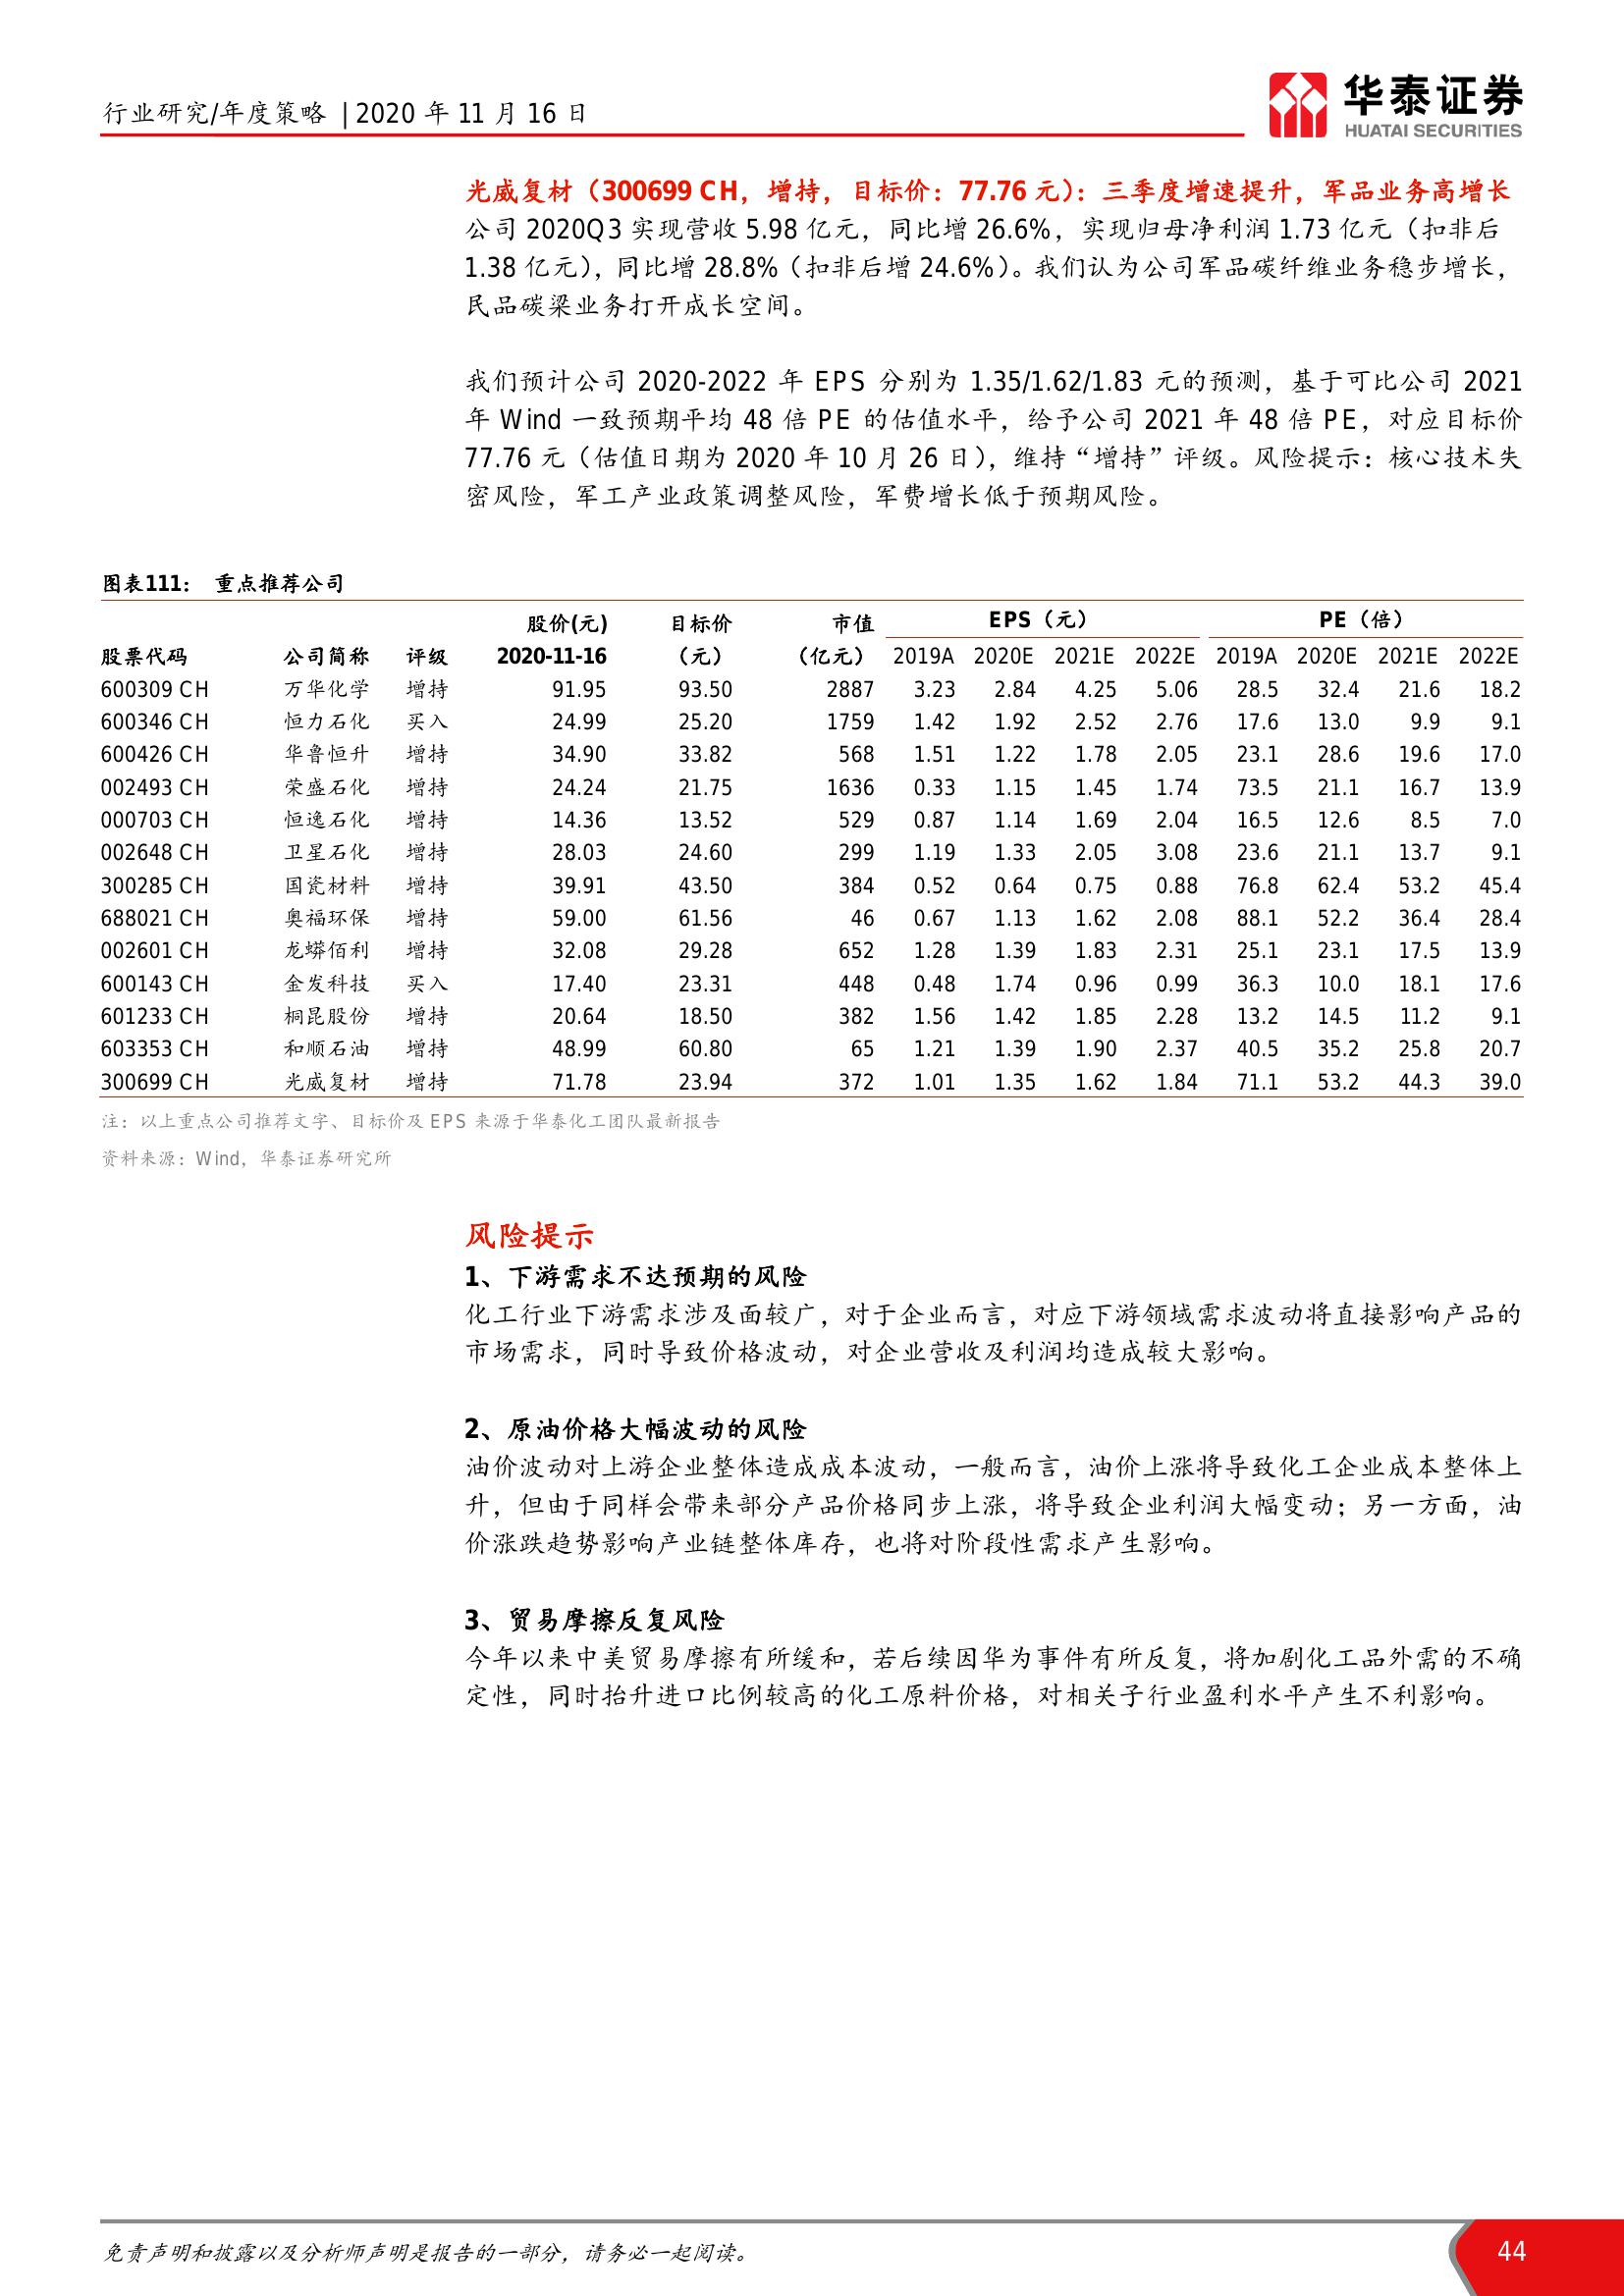 行业研究/年度策略 | 2020 年 11 月 16 日
华泰证券
HUATAI SECURITIES
光威复材（300699 CH，增持，目标价：77.76 元）：三季度增速提升，军品业务高增长
公司 2020Q3 实现营收 5.98 亿元，同比增 26.6%，实现归母净利润 1.73 亿元（扣非后
1.38 亿元），同比增 28.8%（扣非后增 24.6%）。我们认为公司军品碳纤维业务稳步增长，
民品碳梁业务打开成长空间。
我们预计公司 2020-2022 年 EPS 分别为 1.35/1.62/1.83 元的预测，基于可比公司 2021
年 Wind 一致预期平均 48 倍 PE 的估值水平，给予公司 2021 年 48 倍 PE，对应目标价
77.76 元（估值日期为 2020 年 10 月 26 日），维持“增持”评级。风险提示：核心技术失
密风险，军工产业政策调整风险，军费增长低于预期风险。
图表111： 重点推荐公司
股价(元) 目标价 市值 EPS（元） PE（倍）
股票代码 公司简称 评级 2020-11-16 （元） （亿元） 2019A 2020E 2021E 2022E 2019A 2020E 2021E 2022E
600309 CH 万华化学 增持 91.95 93.50 2887 3.23 2.84 4.25 5.06 28.5 32.4 21.6 18.2
600346 CH 恒力石化 买入 24.99 25.20 1759 1.42 1.92 2.52 2.76 17.6 13.0 9.9 9.1
600426 CH 华鲁恒升 增持 34.90 33.82 568 1.51 1.22 1.78 2.05 23.1 28.6 19.6 17.0
002493 CH 荣盛石化 增持 24.24 21.75 1636 0.33 1.15 1.45 1.74 73.5 21.1 16.7 13.9
000703 CH 恒逸石化 增持 14.36 13.52 529 0.87 1.14 1.69 2.04 16.5 12.6 8.5 7.0
002648 CH 卫星石化 增持 28.03 24.60 299 1.19 1.33 2.05 3.08 23.6 21.1 13.7 9.1
300285 CH 国瓷材料 增持 39.91 43.50 384 0.52 0.64 0.75 0.88 76.8 62.4 53.2 45.4
688021 CH 奥福环保 增持 59.00 61.56 46 0.67 1.13 1.62 2.08 88.1 52.2 36.4 28.4
002601 CH 龙蟒佰利 增持 32.08 29.28 652 1.28 1.39 1.83 2.31 25.1 23.1 17.5 13.9
600143 CH 金发科技 买入 17.40 23.31 448 0.48 1.74 0.96 0.99 36.3 10.0 18.1 17.6
601233 CH 桐昆股份 增持 20.64 18.50 382 1.56 1.42 1.85 2.28 13.2 14.5 11.2 9.1
603353 CH 和顺石油 增持 48.99 60.80 65 1.21 1.39 1.90 2.37 40.5 35.2 25.8 20.7
300699 CH 光威复材 增持 71.78 23.94 372 1.01 1.35 1.62 1.84 71.1 53.2 44.3 39.0
注：以上重点公司推荐文字、目标价及 EPS 来源于华泰化工团队最新报告
资料来源：Wind，华泰证券研究所
风险提示
1、下游需求不达预期的风险
化工行业下游需求涉及面较广，对于企业而言，对应下游领域需求波动将直接影响产品的
市场需求，同时导致价格波动，对企业营收及利润均造成较大影响。
2、原油价格大幅波动的风险
油价波动对上游企业整体造成成本波动，一般而言，油价上涨将导致化工企业成本整体上
升，但由于同样会带来部分产品价格同步上涨，将导致企业利润大幅变动；另一方面，油
价涨跌趋势影响产业链整体库存，也将对阶段性需求产生影响。
3、贸易摩擦反复风险
今年以来中美贸易摩擦有所缓和，若后续因华为事件有所反复，将加剧化工品外需的不确
定性，同时抬升进口比例较高的化工原料价格，对相关子行业盈利水平产生不利影响。
免责声明和披露以及分析师声明是报告的一部分，请务必一起阅读。
44